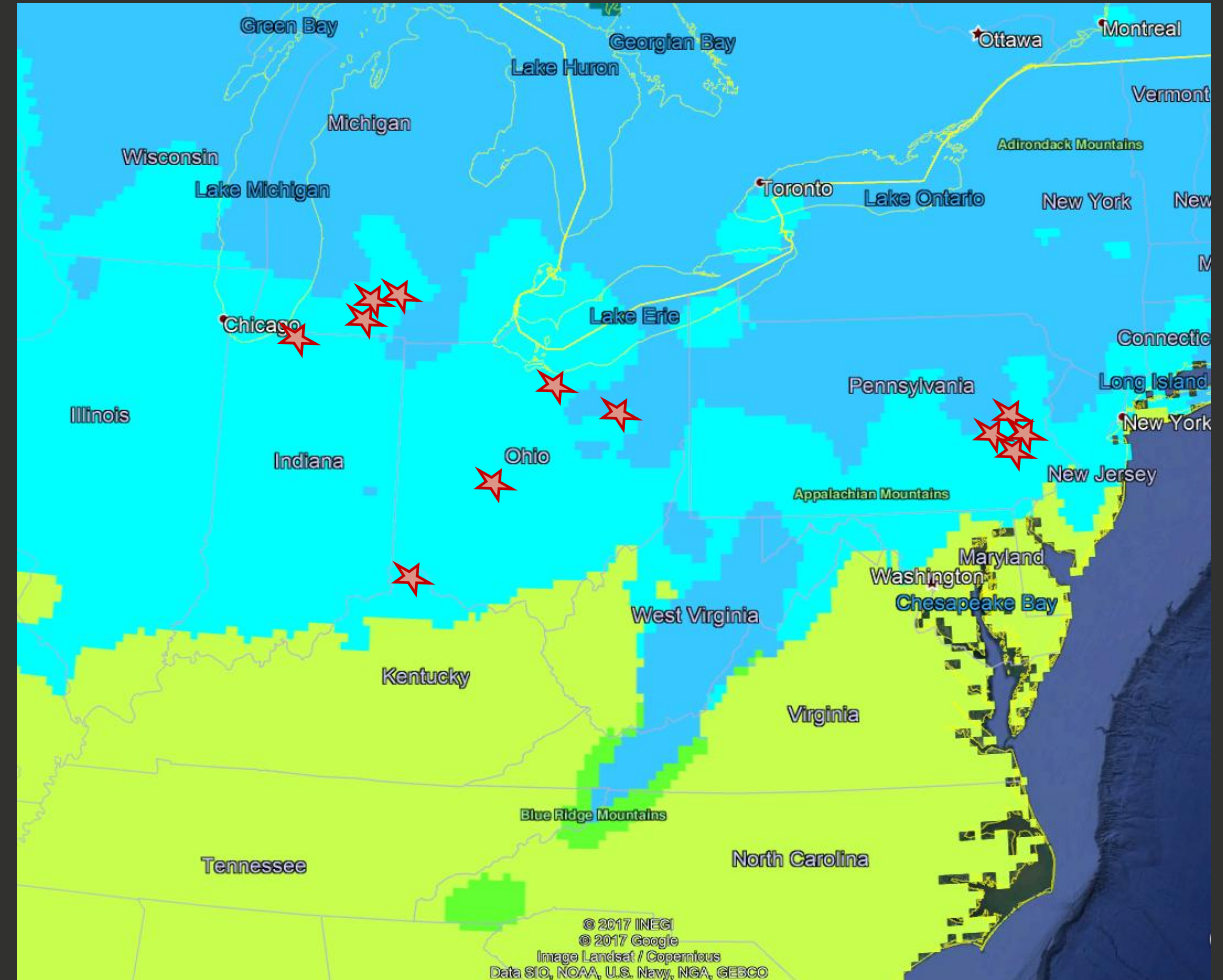 Green Bay
Georgian Bay
Ottawa
Montreal
Lake Huron
Vermont
Michigan
Adirondack Mountains
Wisconsin
Lake Michigan
Toronto
Lake Ontario
New York
New
M
Chicago
Lake Erie
Connectic
Pennsylvania
Long Island
Illinois
New York
Indiana
Ohio
New Jersey
Appalachian Mountains
Maryland
Washington
Chesapeake Bay
West Virginia
Kentucky
Virginia
Blue Ridge Mountains
Tennessee
North Carolina
© 2017 INEGI
© 2017 Google
Image Landsat / Copernicus
Data SIO, NOAA, U.S. Navy, NGA, GEBCO